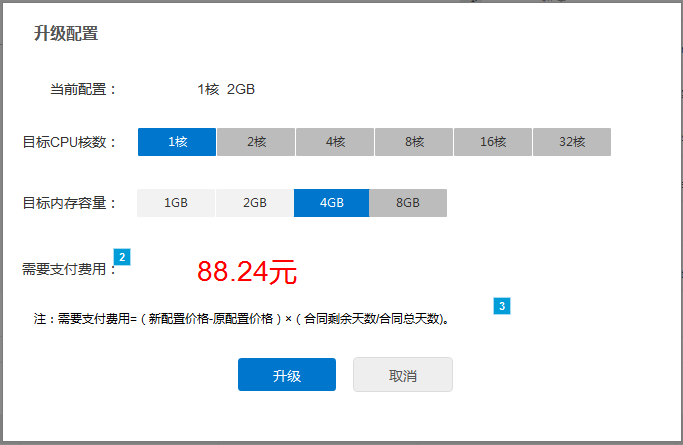 升级配置
当前配置： 1核 2GB
目标CPU核数： 1核 2核 4核 8核 16核 32核
目标内存容量： 1GB 2GB 4GB 8GB
需要支付费用： 2 88.24元
注：需要支付费用=（新配置价格-原配置价格）×（合同剩余天数/合同总天数)。 3
升级 取消